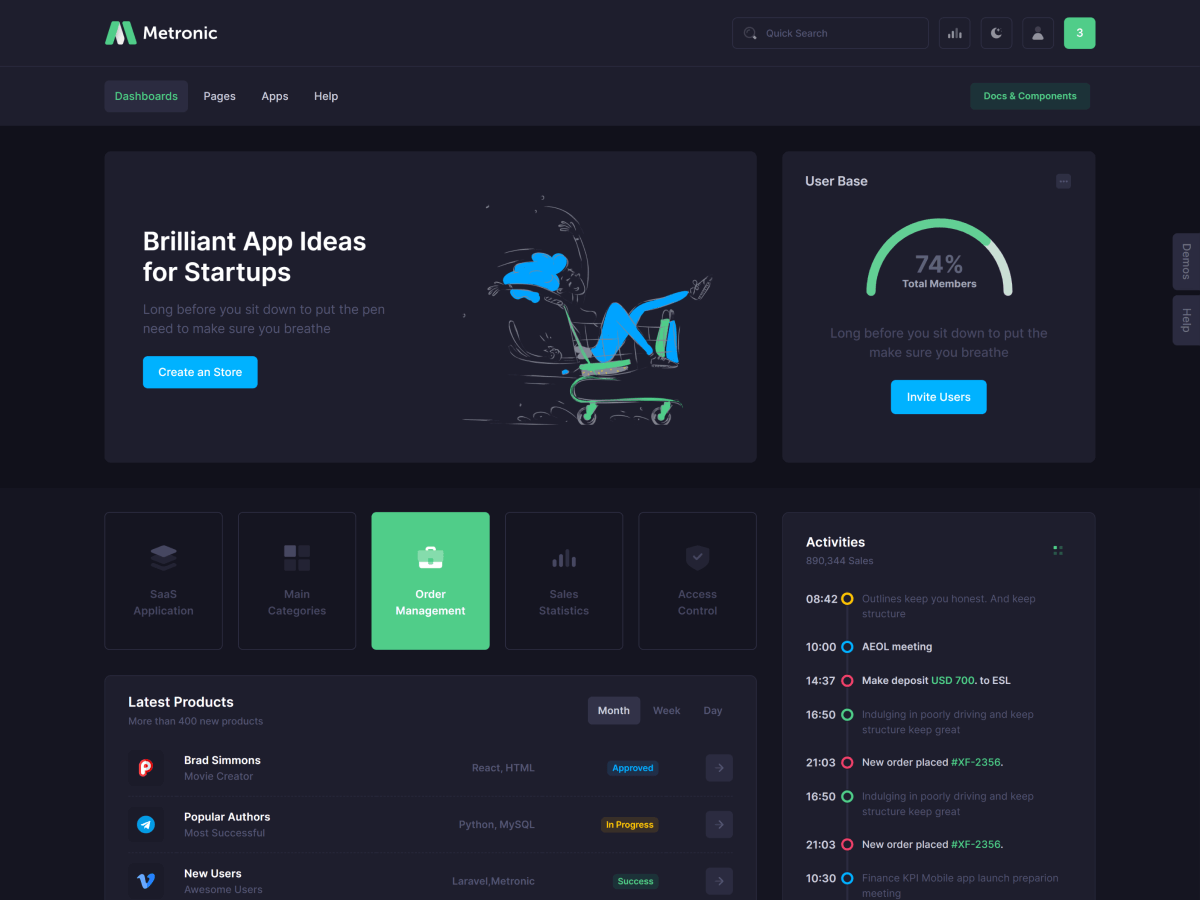 Metronic
Quick Search
3
Dashboards
Pages
Apps
Help
Docs & Components
Brilliant App Ideas
for Startups
Long before you sit down to put the pen
need to make sure you breathe
Create an Store
User Base
74%
Total Members
Long before you sit down to put the
make sure you breathe
Invite Users
Demos
Help
SaaS
Application
Main
Categories
Order
Management
Sales
Statistics
Access
Control
Latest Products
More than 400 new products
Month
Week
Day
Brad Simmons
Movie Creator
React, HTML
Approved
Popular Authors
Most Successful
Python, MySQL
In Progress
New Users
Awesome Users
Laravel,Metronic
Success
Activities
890,344 Sales
08:42 Outlines keep you honest. And keep
structure
10:00 AEOL meeting
14:37 Make deposit USD 700. to ESL
16:50 Indulging in poorly driving and keep
structure keep great
21:03 New order placed #XF-2356.
16:50 Indulging in poorly driving and keep
structure keep great
21:03 New order placed #XF-2356.
10:30 Finance KPI Mobile app launch preparion
meeting